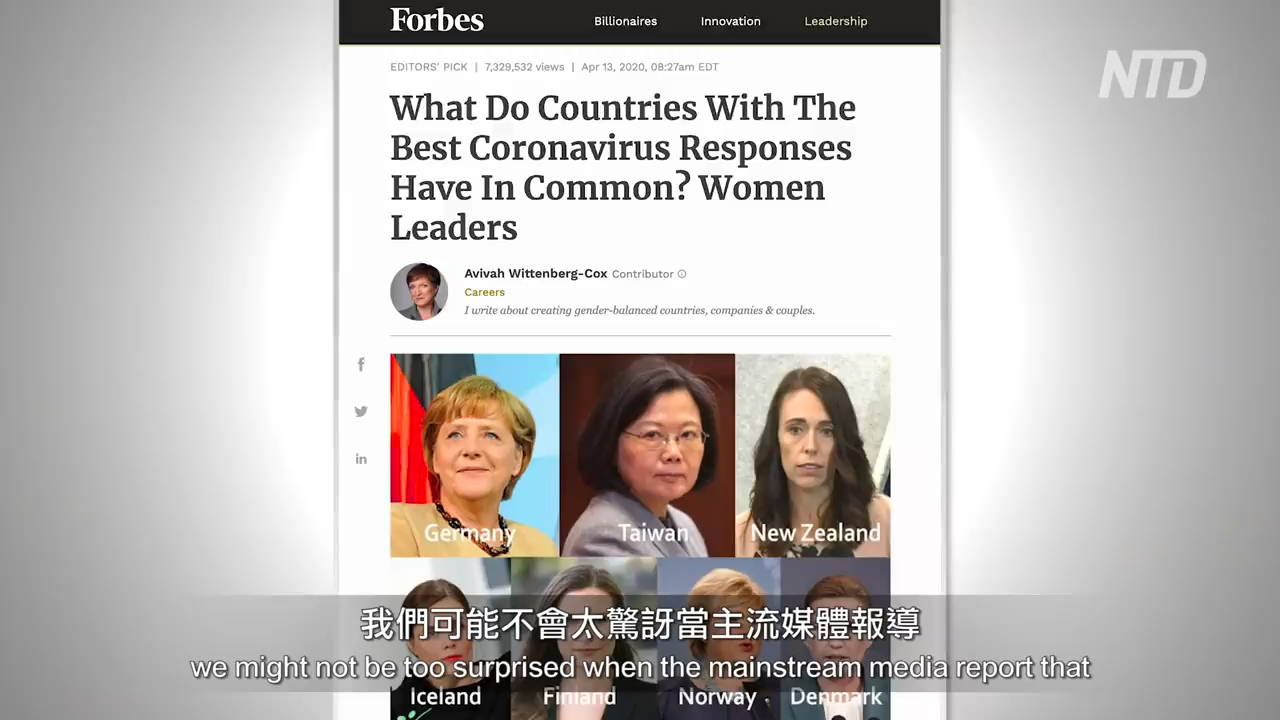 Forbes
Billionaires Innovation Leadership
NTD
EDITORS' PICK | 7,329,532 views | Apr 13, 2020, 08:27am EDT
What Do Countries With The
Best Coronavirus Responses
Have In Common? Women
Leaders
Avivah Wittenberg-Cox Contributor
Careers
I write about creating gender-balanced countries, companies & couples.
f
in
Germany Taiwan New Zealand
我們可能不會太驚訝當主流媒體報導
we might not be too surprised when the mainstream media report that
Iceland Finland Norway Denmark